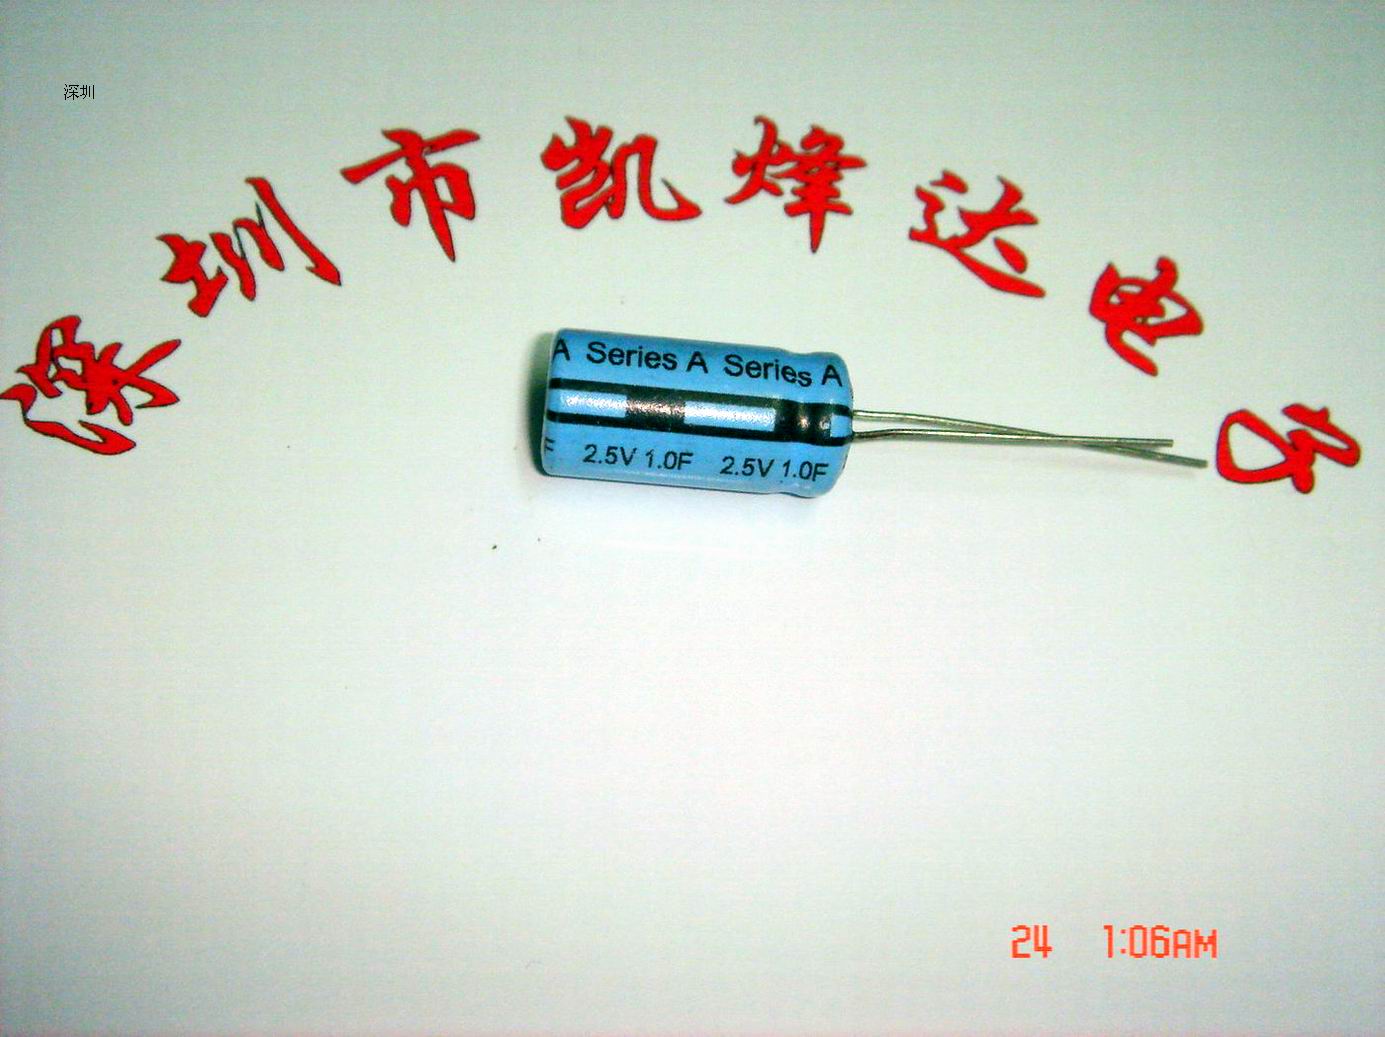 深圳
深圳市凯烽达电子
A Series A Series A
F 2.5V 1.0F 2.5V 1.0F
24 1:06AM